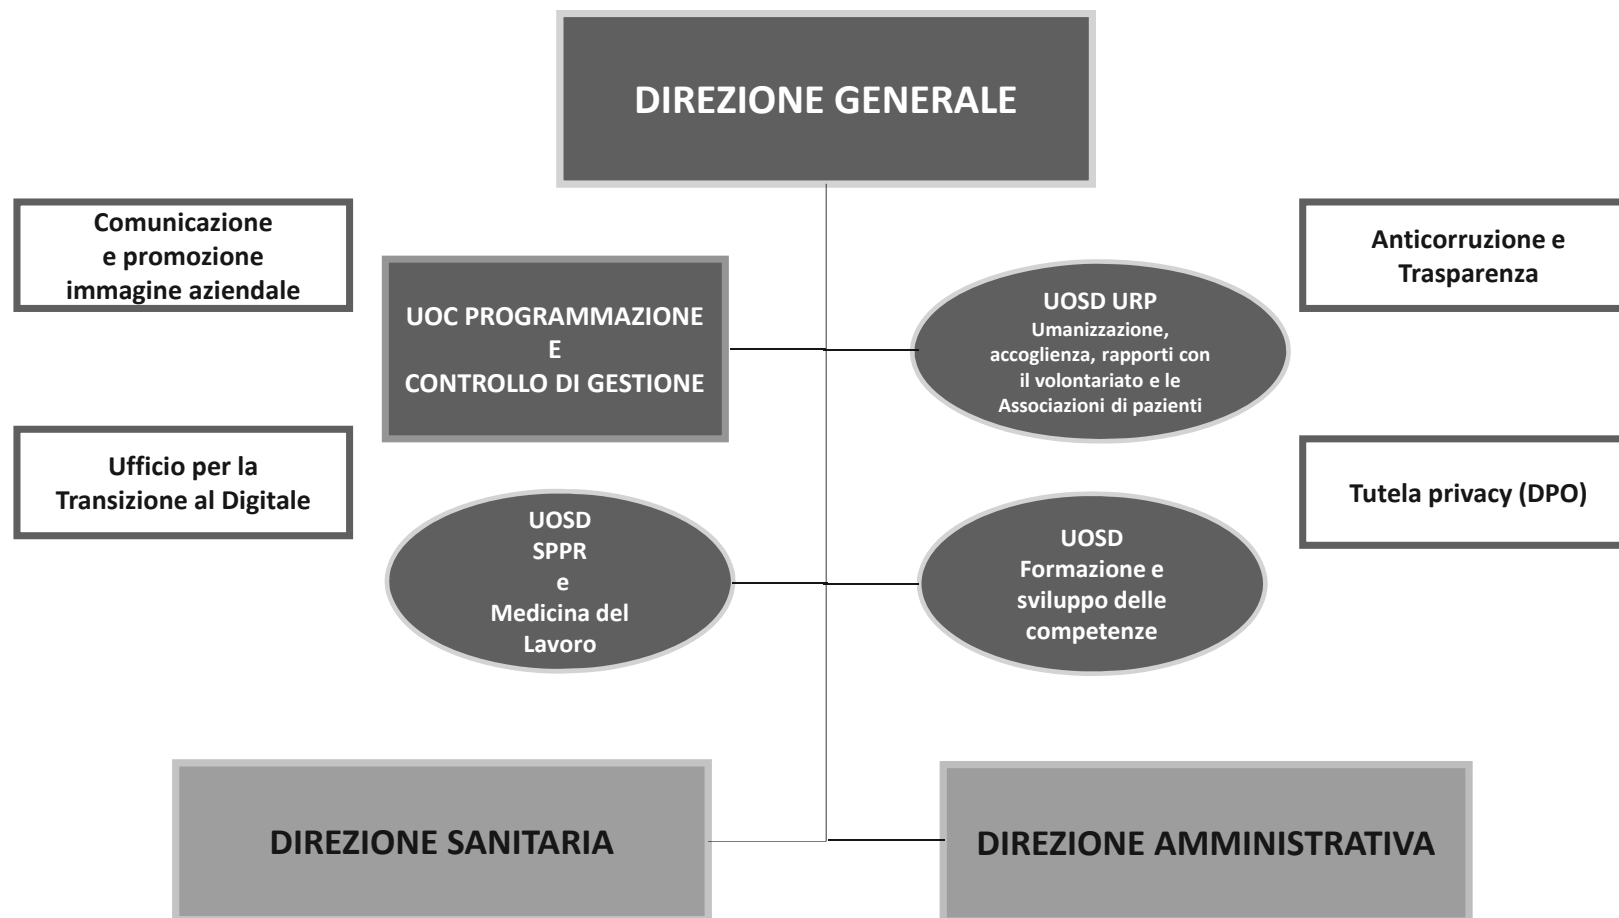 DIREZIONE GENERALE
Comunicazione
e promozione
immagine aziendale
Anticorruzione e
Trasparenza
UOC PROGRAMMAZIONE
E
CONTROLLO DI GESTIONE
UOSD URP
Umanizzazione,
accoglienza, rapporti con
il volontariato e le
Associazioni di pazienti
Ufficio per la
Transizione al Digitale
Tutela privacy (DPO)
UOSD
SPPR
e
Medicina del
Lavoro
UOSD
Formazione e
sviluppo delle
competenze
DIREZIONE SANITARIA
DIREZIONE AMMINISTRATIVA